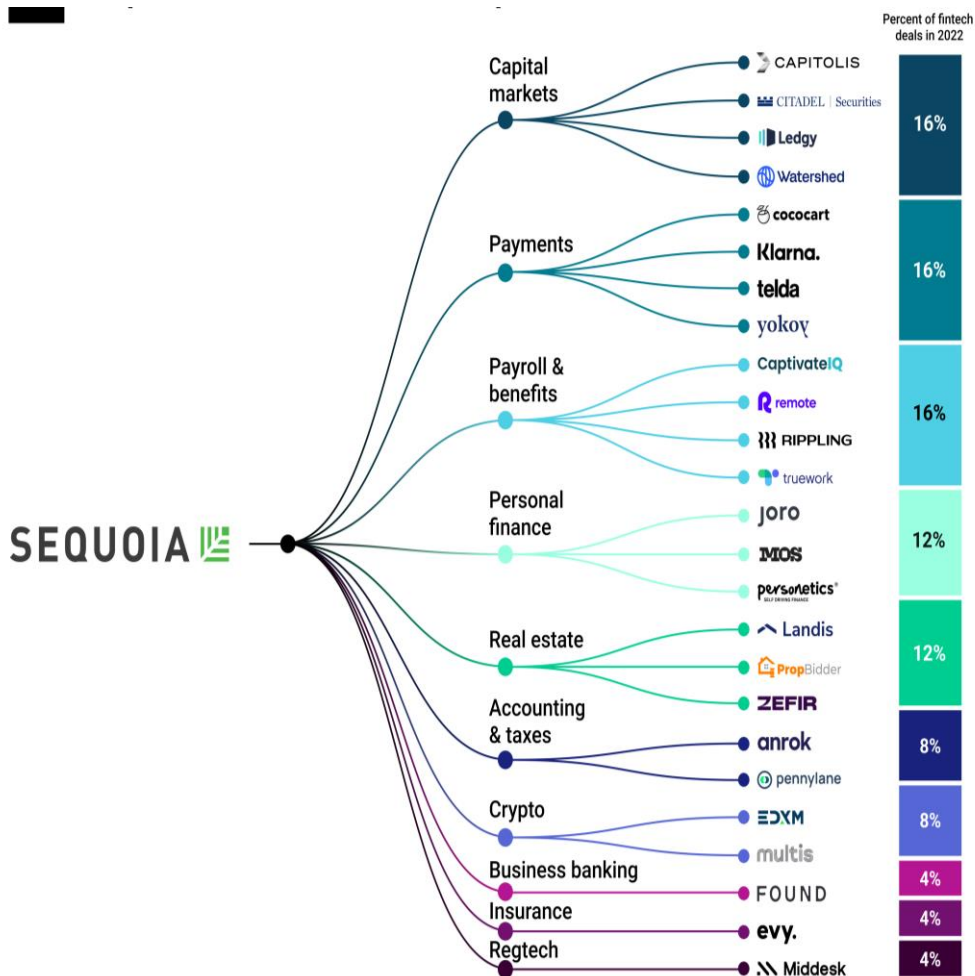 Percent of fintech
deals in 2022
Capital
markets
CAPITOLIS
CITADEL | Securities
Ledgy
Watershed
16%
Payments
cococart
Klarna.
telda
yokoy
16%
Payroll &
benefits
CaptivateIQ
remote
RIPPLING
truework
16%
SEQUOIA
Personal
finance
JORO
MOS
personetics®
SELF DRIVING FINANCE
12%
Real estate
Landis
PropBidder
ZEFIR
12%
Accounting
& taxes
anrok
pennylane
8%
Crypto
EDXM
multis
8%
Business banking
FOUND
4%
Insurance
evy.
4%
Regtech
Middesk
4%